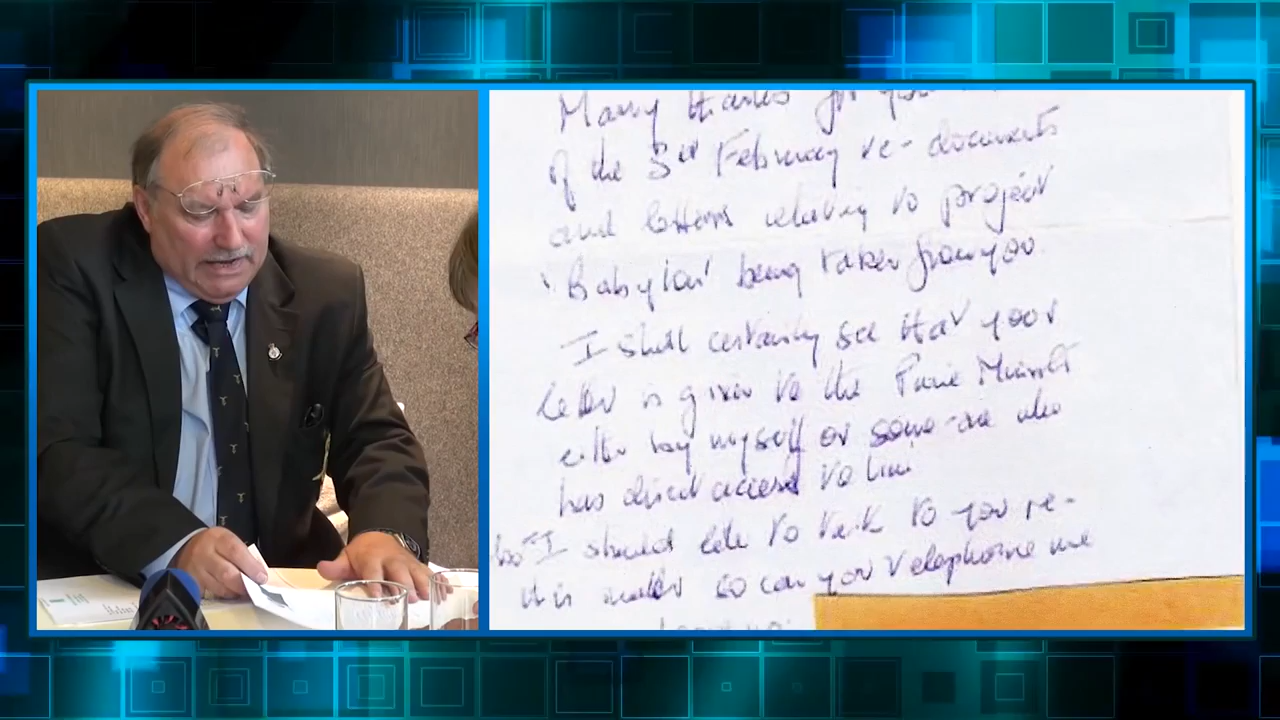 Many thanks for your
of the 3rd February re- documents
and letters relating to project
'Babylon' being taken from you.
I shall certainly see that your
letter is given to the Prime Minister
either by myself or some-one who
has direct access to him
I should like to talk to you re-
this matter so can you telephone me